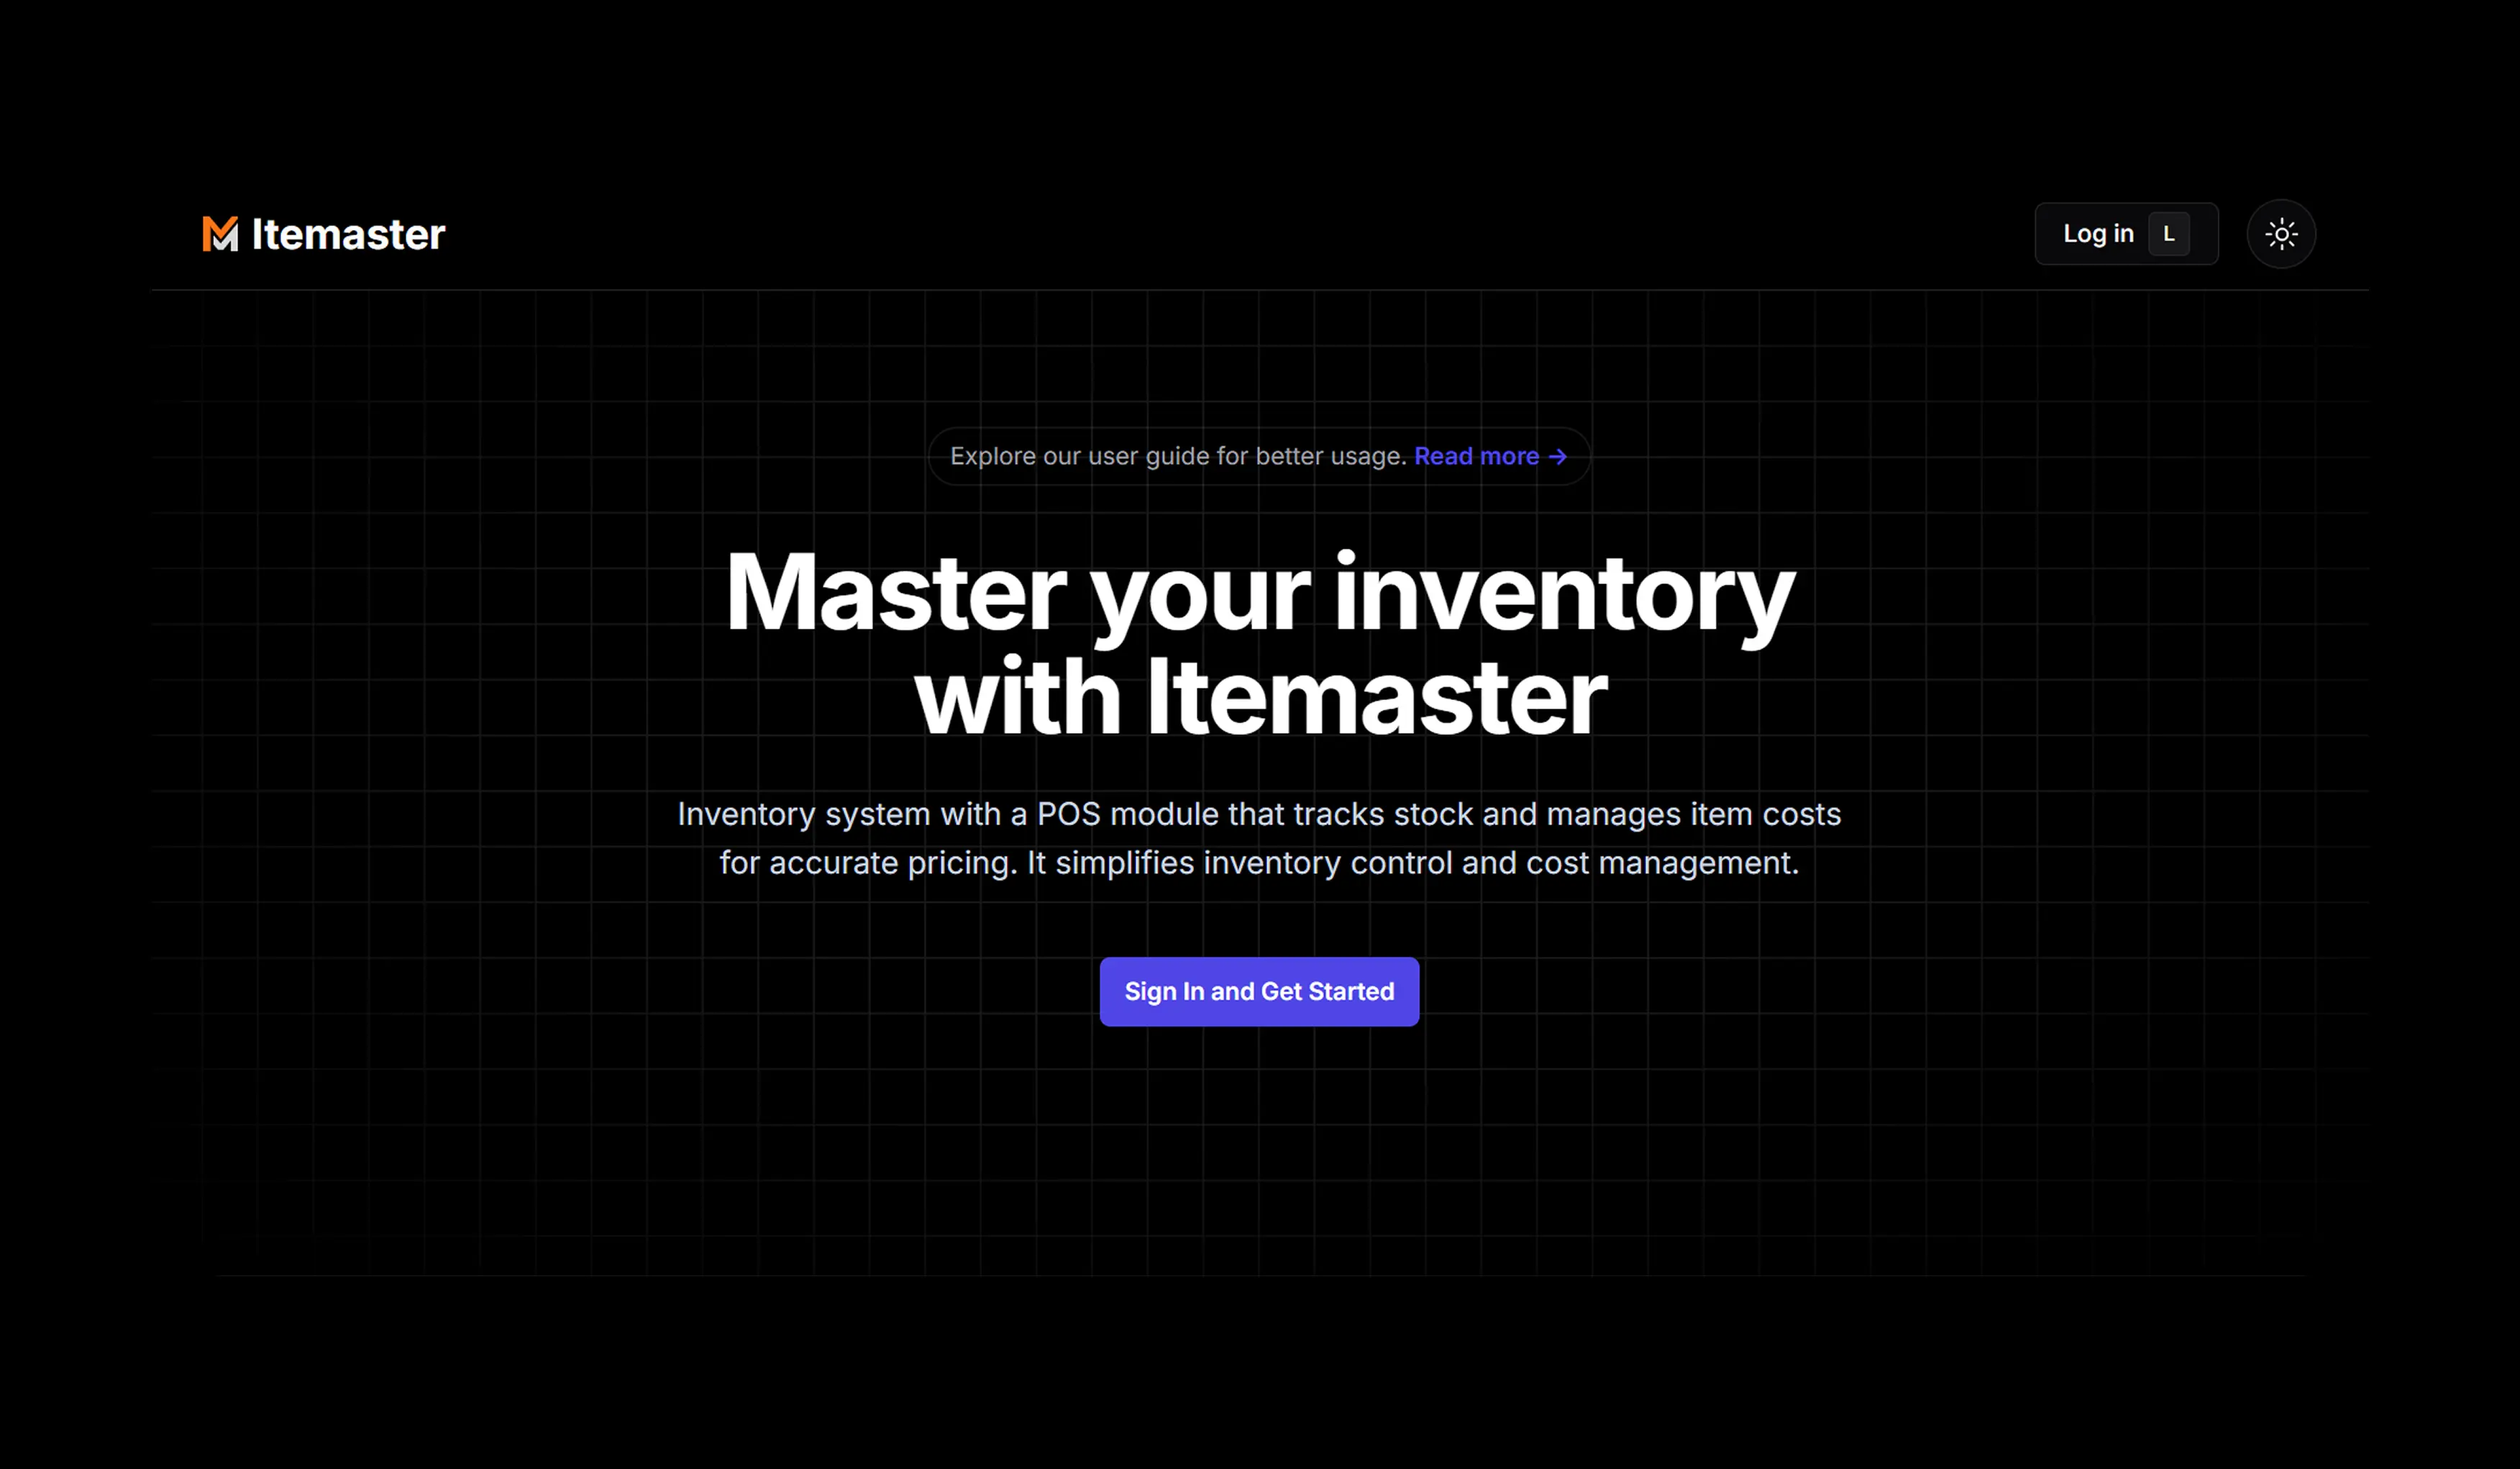 Itemaster
Log in L
Explore our user guide for better usage. Read more →
Master your inventory
with Itemaster
Inventory system with a POS module that tracks stock and manages item costs
for accurate pricing. It simplifies inventory control and cost management.
Sign In and Get Started